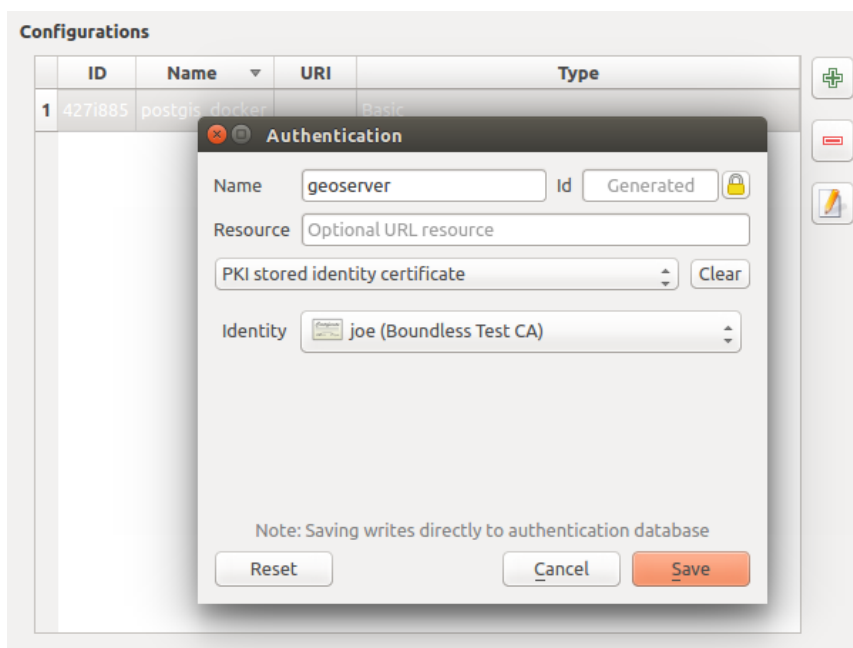 Configurations
ID Name URI Type
1 427i885 postgis_docker Basic
Authentication
Name geoserver Id Generated
Resource Optional URL resource
PKI stored identity certificate Clear
Identity joe (Boundless Test CA)
Note: Saving writes directly to authentication database
Reset Cancel Save